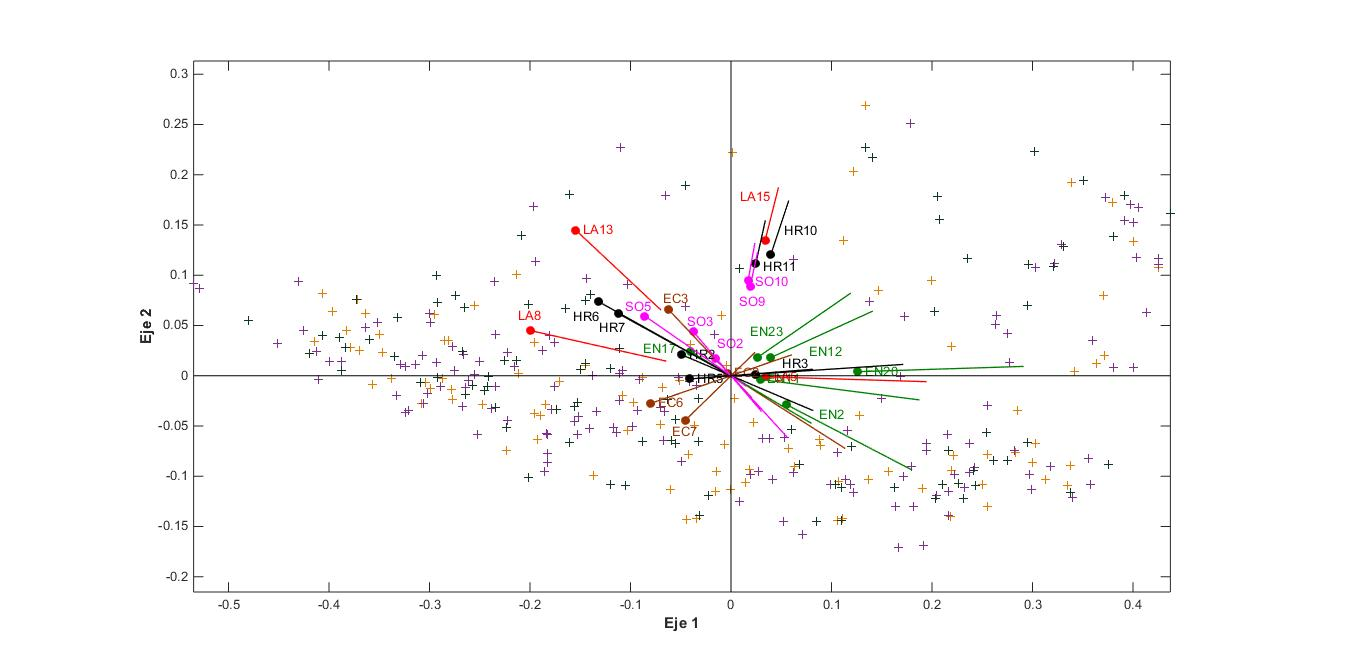 0.3
0.25
0.2
LA15
0.15
LA13
HR10
0.1
HR11
SO10
EC3
SO9
SO5
LA8
HR6
SO3
0.05
HR7
EN23
SO2
EN17
HR2
EN12
HR3
0
HR5
EN20
EC6
EN2
-0.05
EC7
-0.1
-0.15
-0.2
Eje 2
-0.5
-0.4
-0.3
-0.2
-0.1
0
0.1
0.2
0.3
0.4
Eje 1